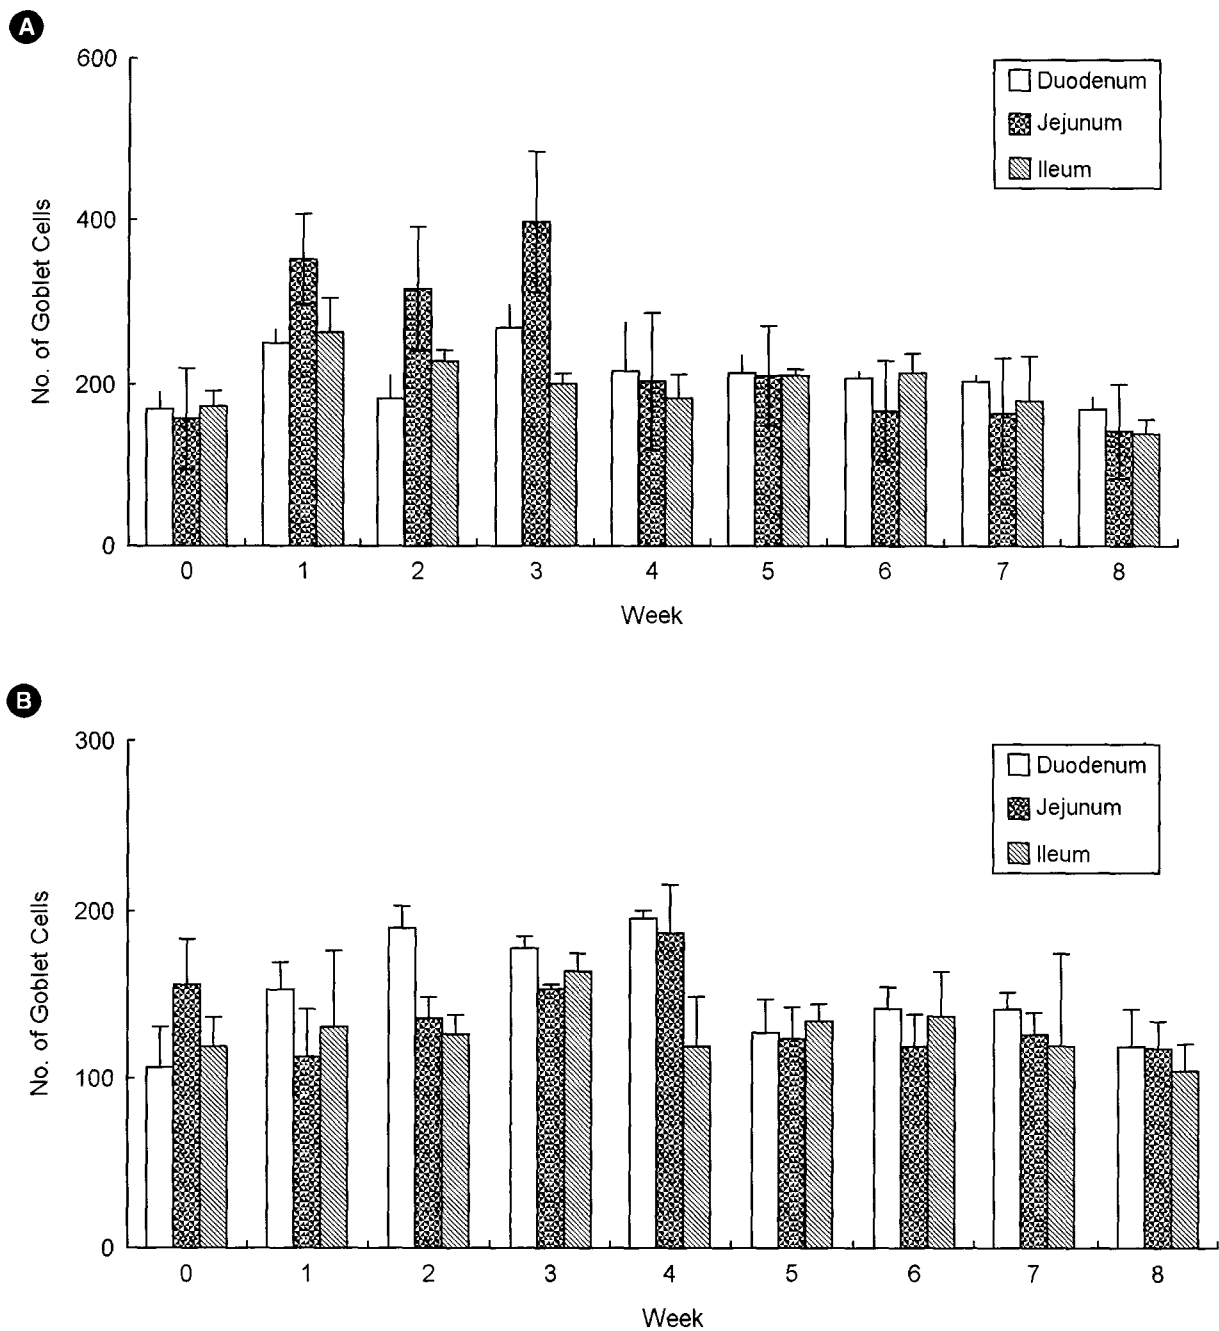 A
600
400
200
0
No. of Goblet Cells
Duodenum
Jejunum
Ileum
0 1 2 3 4 5 6 7 8
Week
B
300
200
100
0
No. of Goblet Cells
Duodenum
Jejunum
Ileum
0 1 2 3 4 5 6 7 8
Week